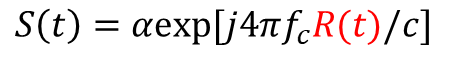 S(t) = αexp[j4πf_cR(t)/c]